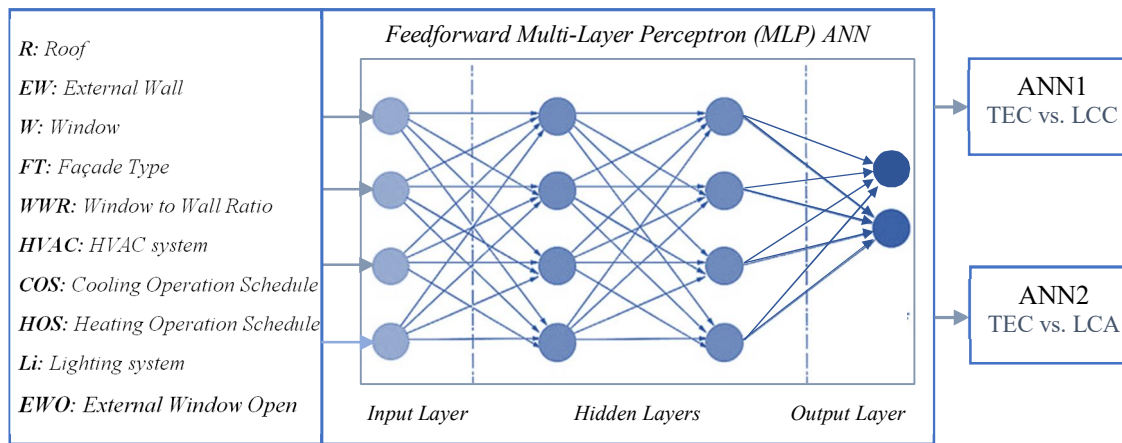 R: Roof
EW: External Wall
W: Window
FT: Façade Type
WWR: Window to Wall Ratio
HVAC: HVAC system
COS: Cooling Operation Schedule
HOS: Heating Operation Schedule
Li: Lighting system
EWO: External Window Open
Feedforward Multi-Layer Perceptron (MLP) ANN
Input Layer
Hidden Layers
Output Layer
ANN1
TEC vs. LCC
ANN2
TEC vs. LCA